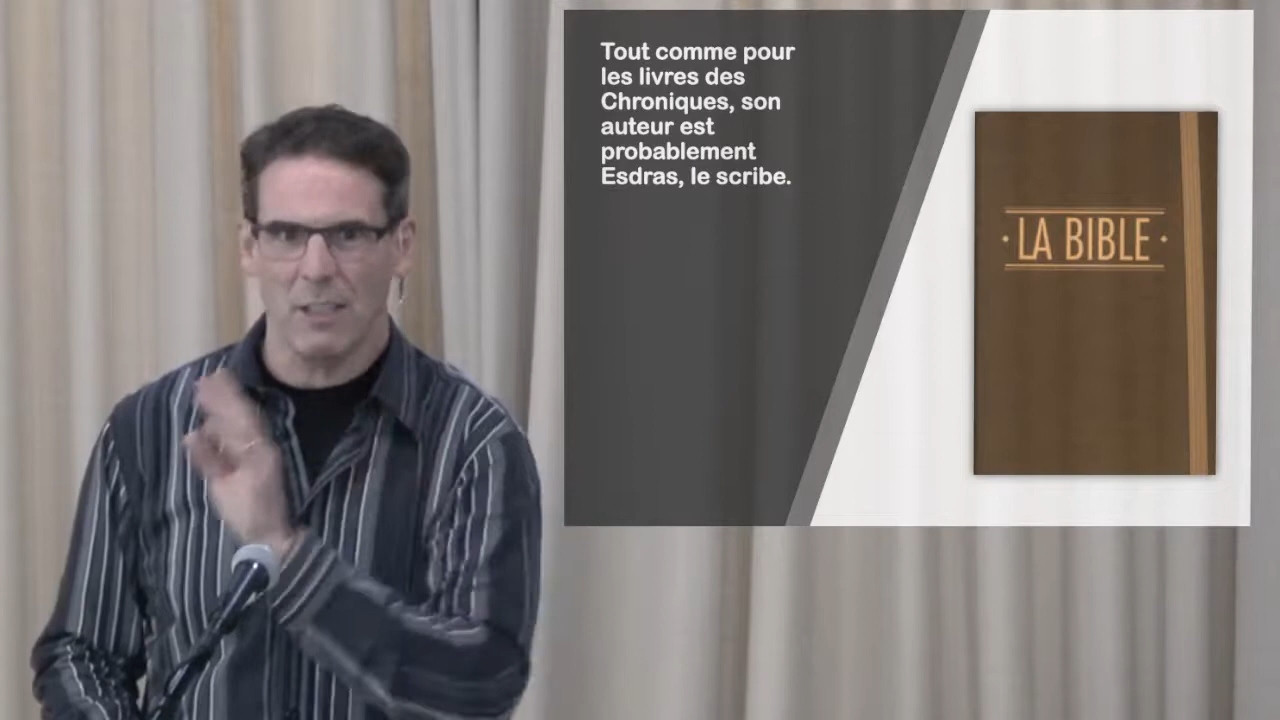 Tout comme pour
les livres des
Chroniques, son
auteur est
probablement
Esdras, le scribe.
· LA BIBLE ·